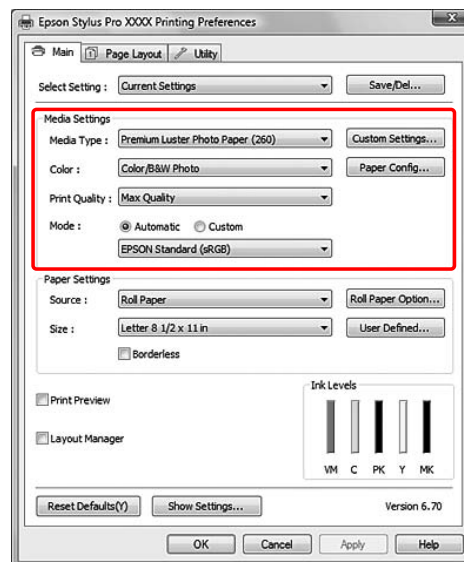 Epson Stylus Pro XXXX Printing Preferences
Main Page Layout Utility
Select Setting : Current Settings Save/Del...
Media Settings
Media Type : Premium Luster Photo Paper (260) Custom Settings...
Color : Color/B&W Photo Paper Config...
Print Quality : Max Quality
Mode : Automatic Custom
EPSON Standard (sRGB)
Paper Settings
Source : Roll Paper Roll Paper Option...
Size : Letter 8 1/2 x 11 in User Defined...
Borderless
Print Preview
Layout Manager
Ink Levels
VM C PK Y MK
Reset Defaults(Y) Show Settings... Version 6.70
OK Cancel Apply Help